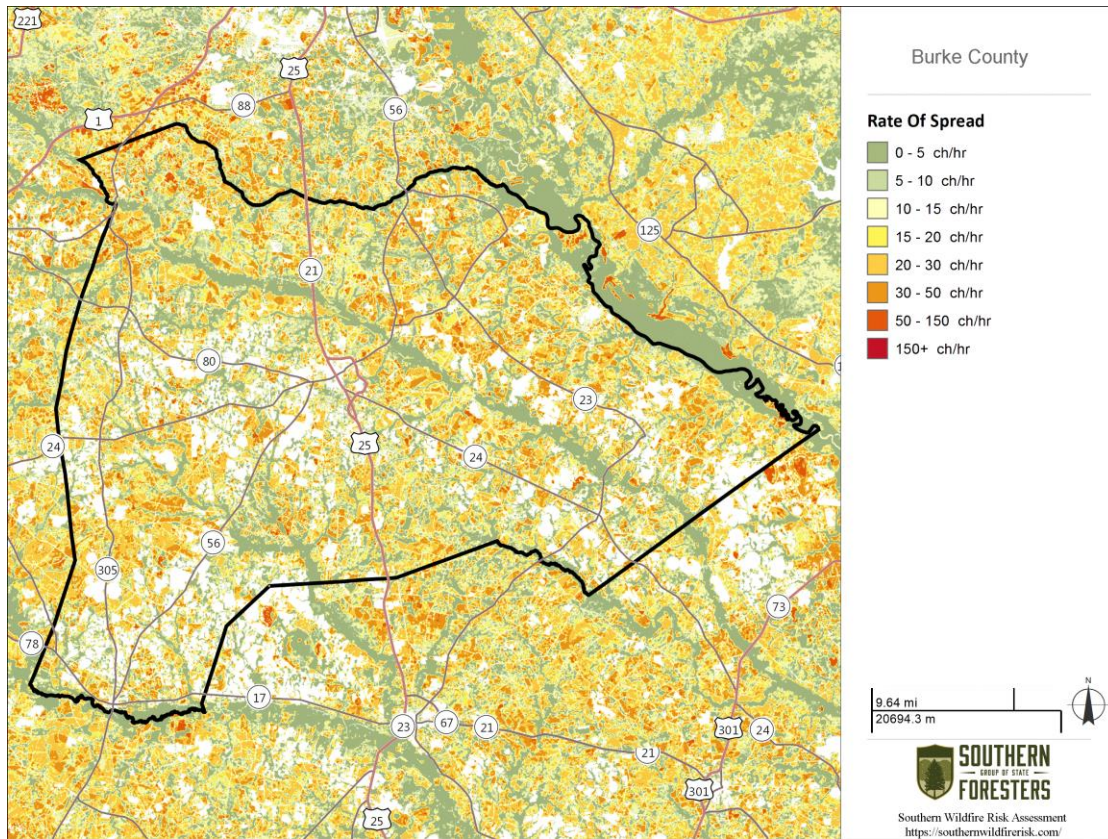 221
25
1
88
56
125
21
80
23
24
25
24
56
305
73
78
17
23
67
21
21
301
24
301
25
Burke County
Rate Of Spread
0 - 5 ch/hr
5 - 10 ch/hr
10 - 15 ch/hr
15 - 20 ch/hr
20 - 30 ch/hr
30 - 50 ch/hr
50 - 150 ch/hr
150+ ch/hr
9.64 mi
20694.3 m
N
SOUTHERN
GROUP OF STATE
FORESTERS
Southern Wildfire Risk Assessment
https://southernwildfirerisk.com/